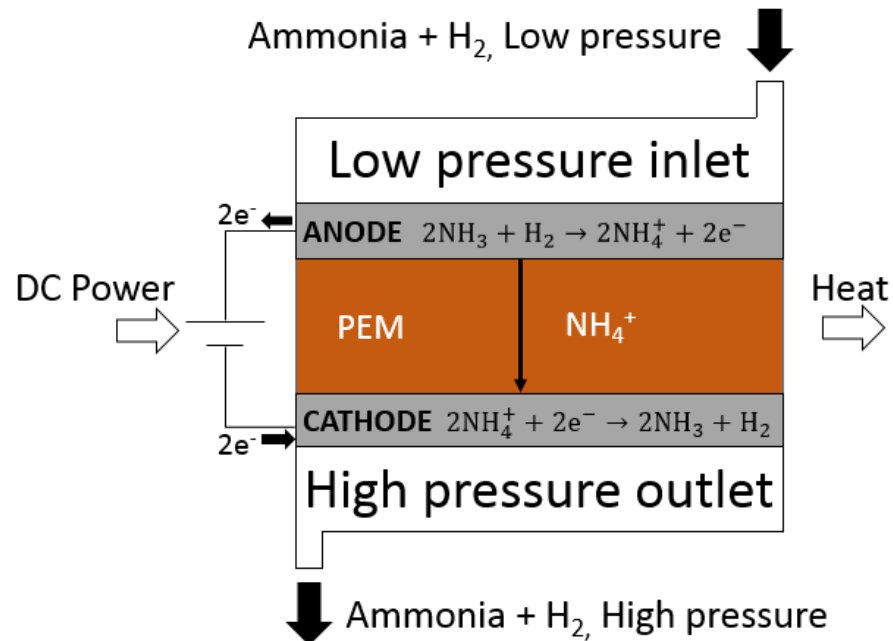 Ammonia + H₂, Low pressure
Low pressure inlet
2e⁻
ANODE 2NH₃ + H₂ → 2NH₄⁺ + 2e⁻
DC Power
PEM
NH₄⁺
Heat
CATHODE 2NH₄⁺ + 2e⁻ → 2NH₃ + H₂
2e⁻
High pressure outlet
Ammonia + H₂, High pressure